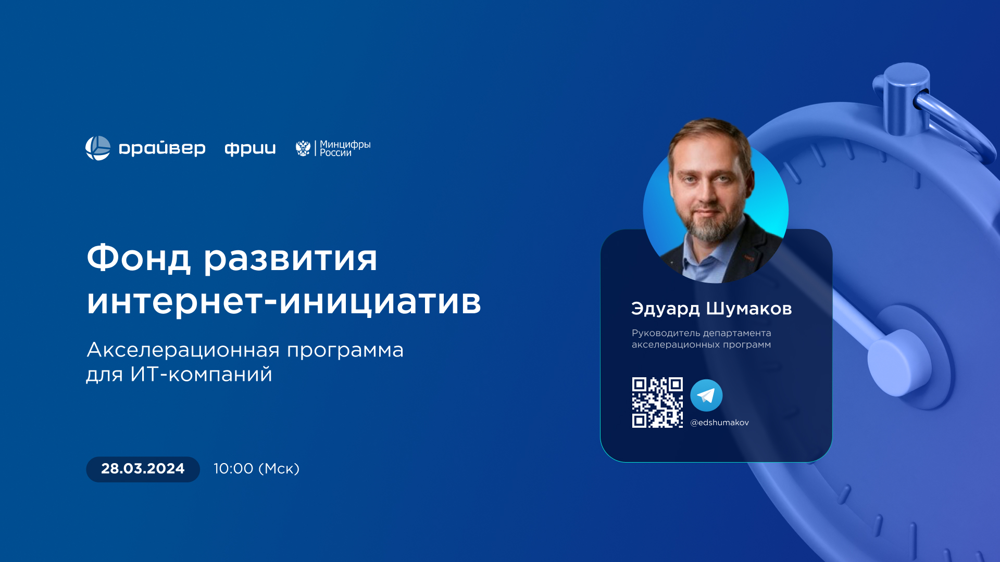 драйвер
фрии
Минцифры
России
Фонд развития
интернет-инициатив
Акселерационная программа
для ИТ-компаний
28.03.2024
10:00 (Мск)
Эдуард Шумаков
Руководитель департамента
акселерационных программ
@edshumakov